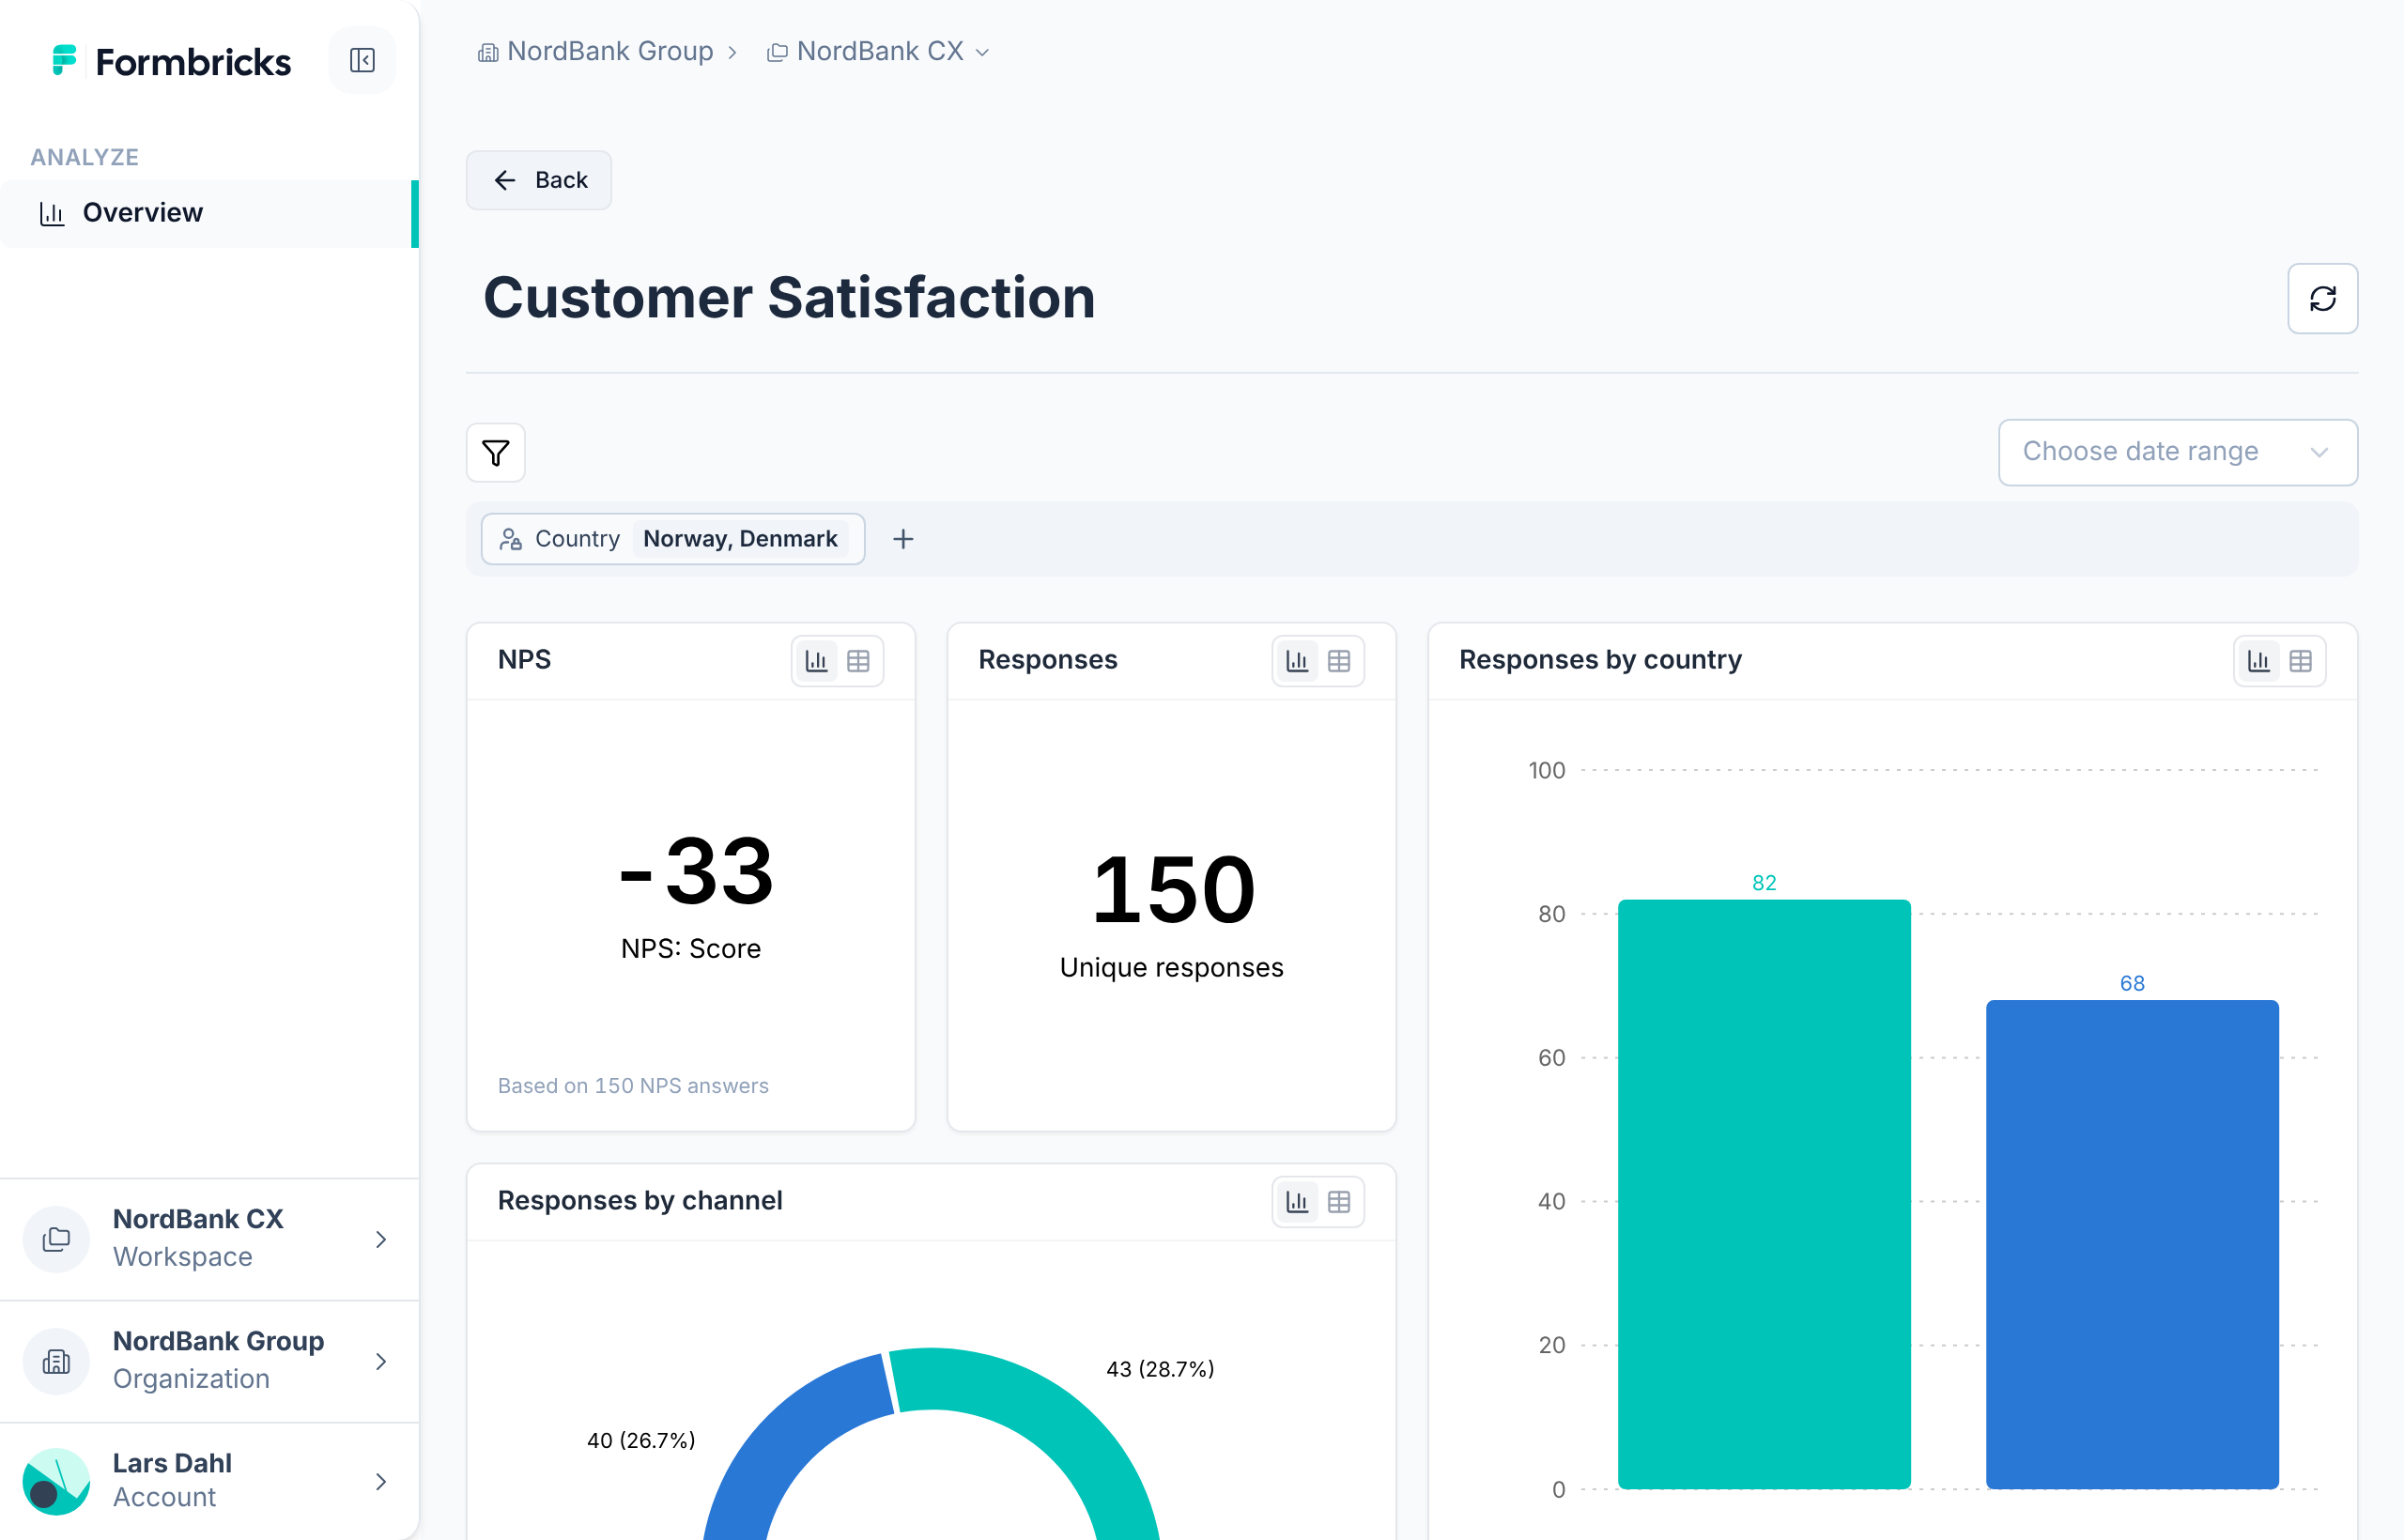 Formbricks
ANALYZE
Overview
NordBank CX
Workspace
NordBank Group
Organization
Lars Dahl
Account
NordBank Group
NordBank CX
Back
Customer Satisfaction
Choose date range
Country Norway, Denmark
NPS
-33
NPS: Score
Based on 150 NPS answers
Responses
150
Unique responses
Responses by country
100
80
60
40
20
0
82
68
Responses by channel
43 (28.7%)
40 (26.7%)